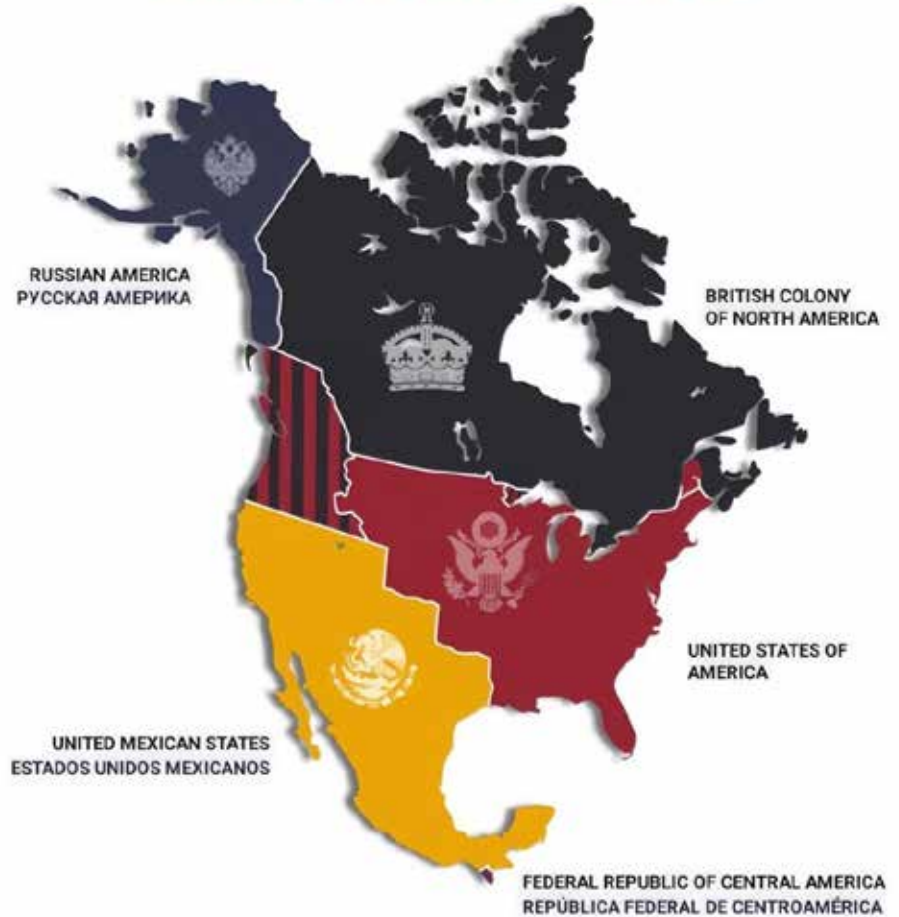 RUSSIAN AMERICA
РУССКАЯ АМЕРИКА
BRITISH COLONY
OF NORTH AMERICA
UNITED STATES OF
AMERICA
UNITED MEXICAN STATES
ESTADOS UNIDOS MEXICANOS
FEDERAL REPUBLIC OF CENTRAL AMERICA
REPÚBLICA FEDERAL DE CENTROAMÉRICA